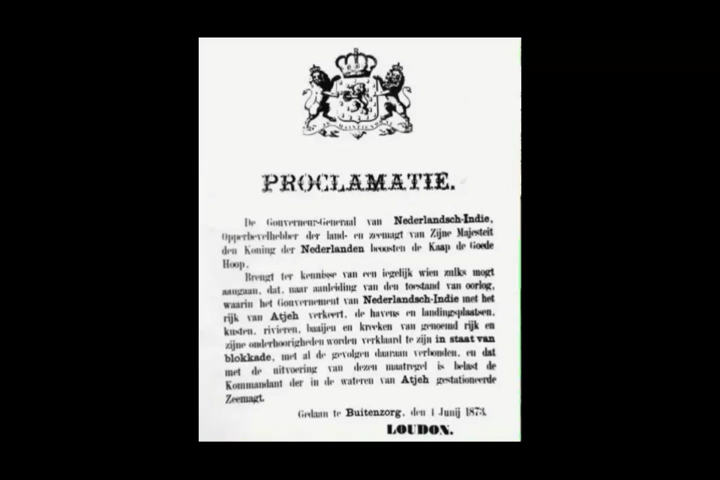 JE MAINTIENDRAI
PROCLAMATIE.
De Gouverneur-Generaal van Nederlandsch-Indie,
Opperbevelhebber der land- en zeemagt van Zijne Majesteit
den Koning der Nederlanden beoosten de Kaap de Goede
Hoop,
Brengt ter kennisse van een iegelijk wien zulks mogt
aangaan, dat, naar aanleiding van den toestand van oorlog,
waarin het Gouvernement van Nederlandsch-Indie met het
rijk van Atjeh verkeert, de havens en landingsplaatsen,
kusten, rivieren, baaijen en kreeken van genoemd rijk en
zijne onderhoorigheden worden verklaard te zijn in staat van
blokkade, met al de gevolgen daaraan verbonden, en dat
met de uitvoering van dezen maatregel is belast de
Kommandant der in de wateren van Atjeh gestationeerde
Zeemagt.
Gedaan te Buitenzorg, den 1 Junij 1873.
LOUDON.